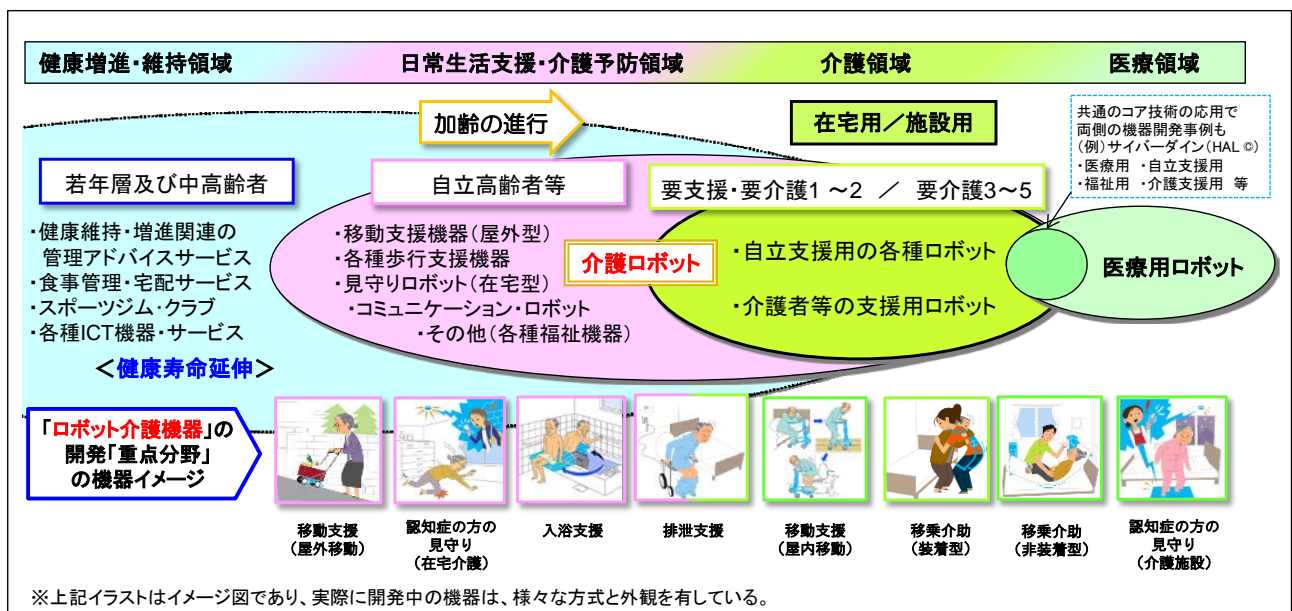 健康増進・維持領域
日常生活支援・介護予防領域
介護領域
医療領域
加齢の進行
在宅用／施設用
共通のコア技術の応用で
両側の機器開発事例も
(例)サイバーダイン(HAL ©)
・医療用 ・自立支援用
・福祉用 ・介護支援用 等
若年層及び中高齢者
自立高齢者等
要支援・要介護1 ～2 ／ 要介護3～5
・健康維持・増進関連の
管理アドバイスサービス
・食事管理・宅配サービス
・スポーツジム・クラブ
・各種ICT機器・サービス
＜健康寿命延伸＞
・移動支援機器(屋外型)
・各種歩行支援機器
・見守りロボット(在宅型)
・コミュニケーション・ロボット
・その他(各種福祉機器)
介護ロボット
・自立支援用の各種ロボット
・介護者等の支援用ロボット
医療用ロボット
「ロボット介護機器」の
開発「重点分野」
の機器イメージ
移動支援
(屋外移動)
認知症の方の
見守り
(在宅介護)
入浴支援
排泄支援
移動支援
(屋内移動)
移乗介助
(装着型)
移乗介助
(非装着型)
認知症の方の
見守り
(介護施設)
※上記イラストはイメージ図であり、実際に開発中の機器は、様々な方式と外観を有している。